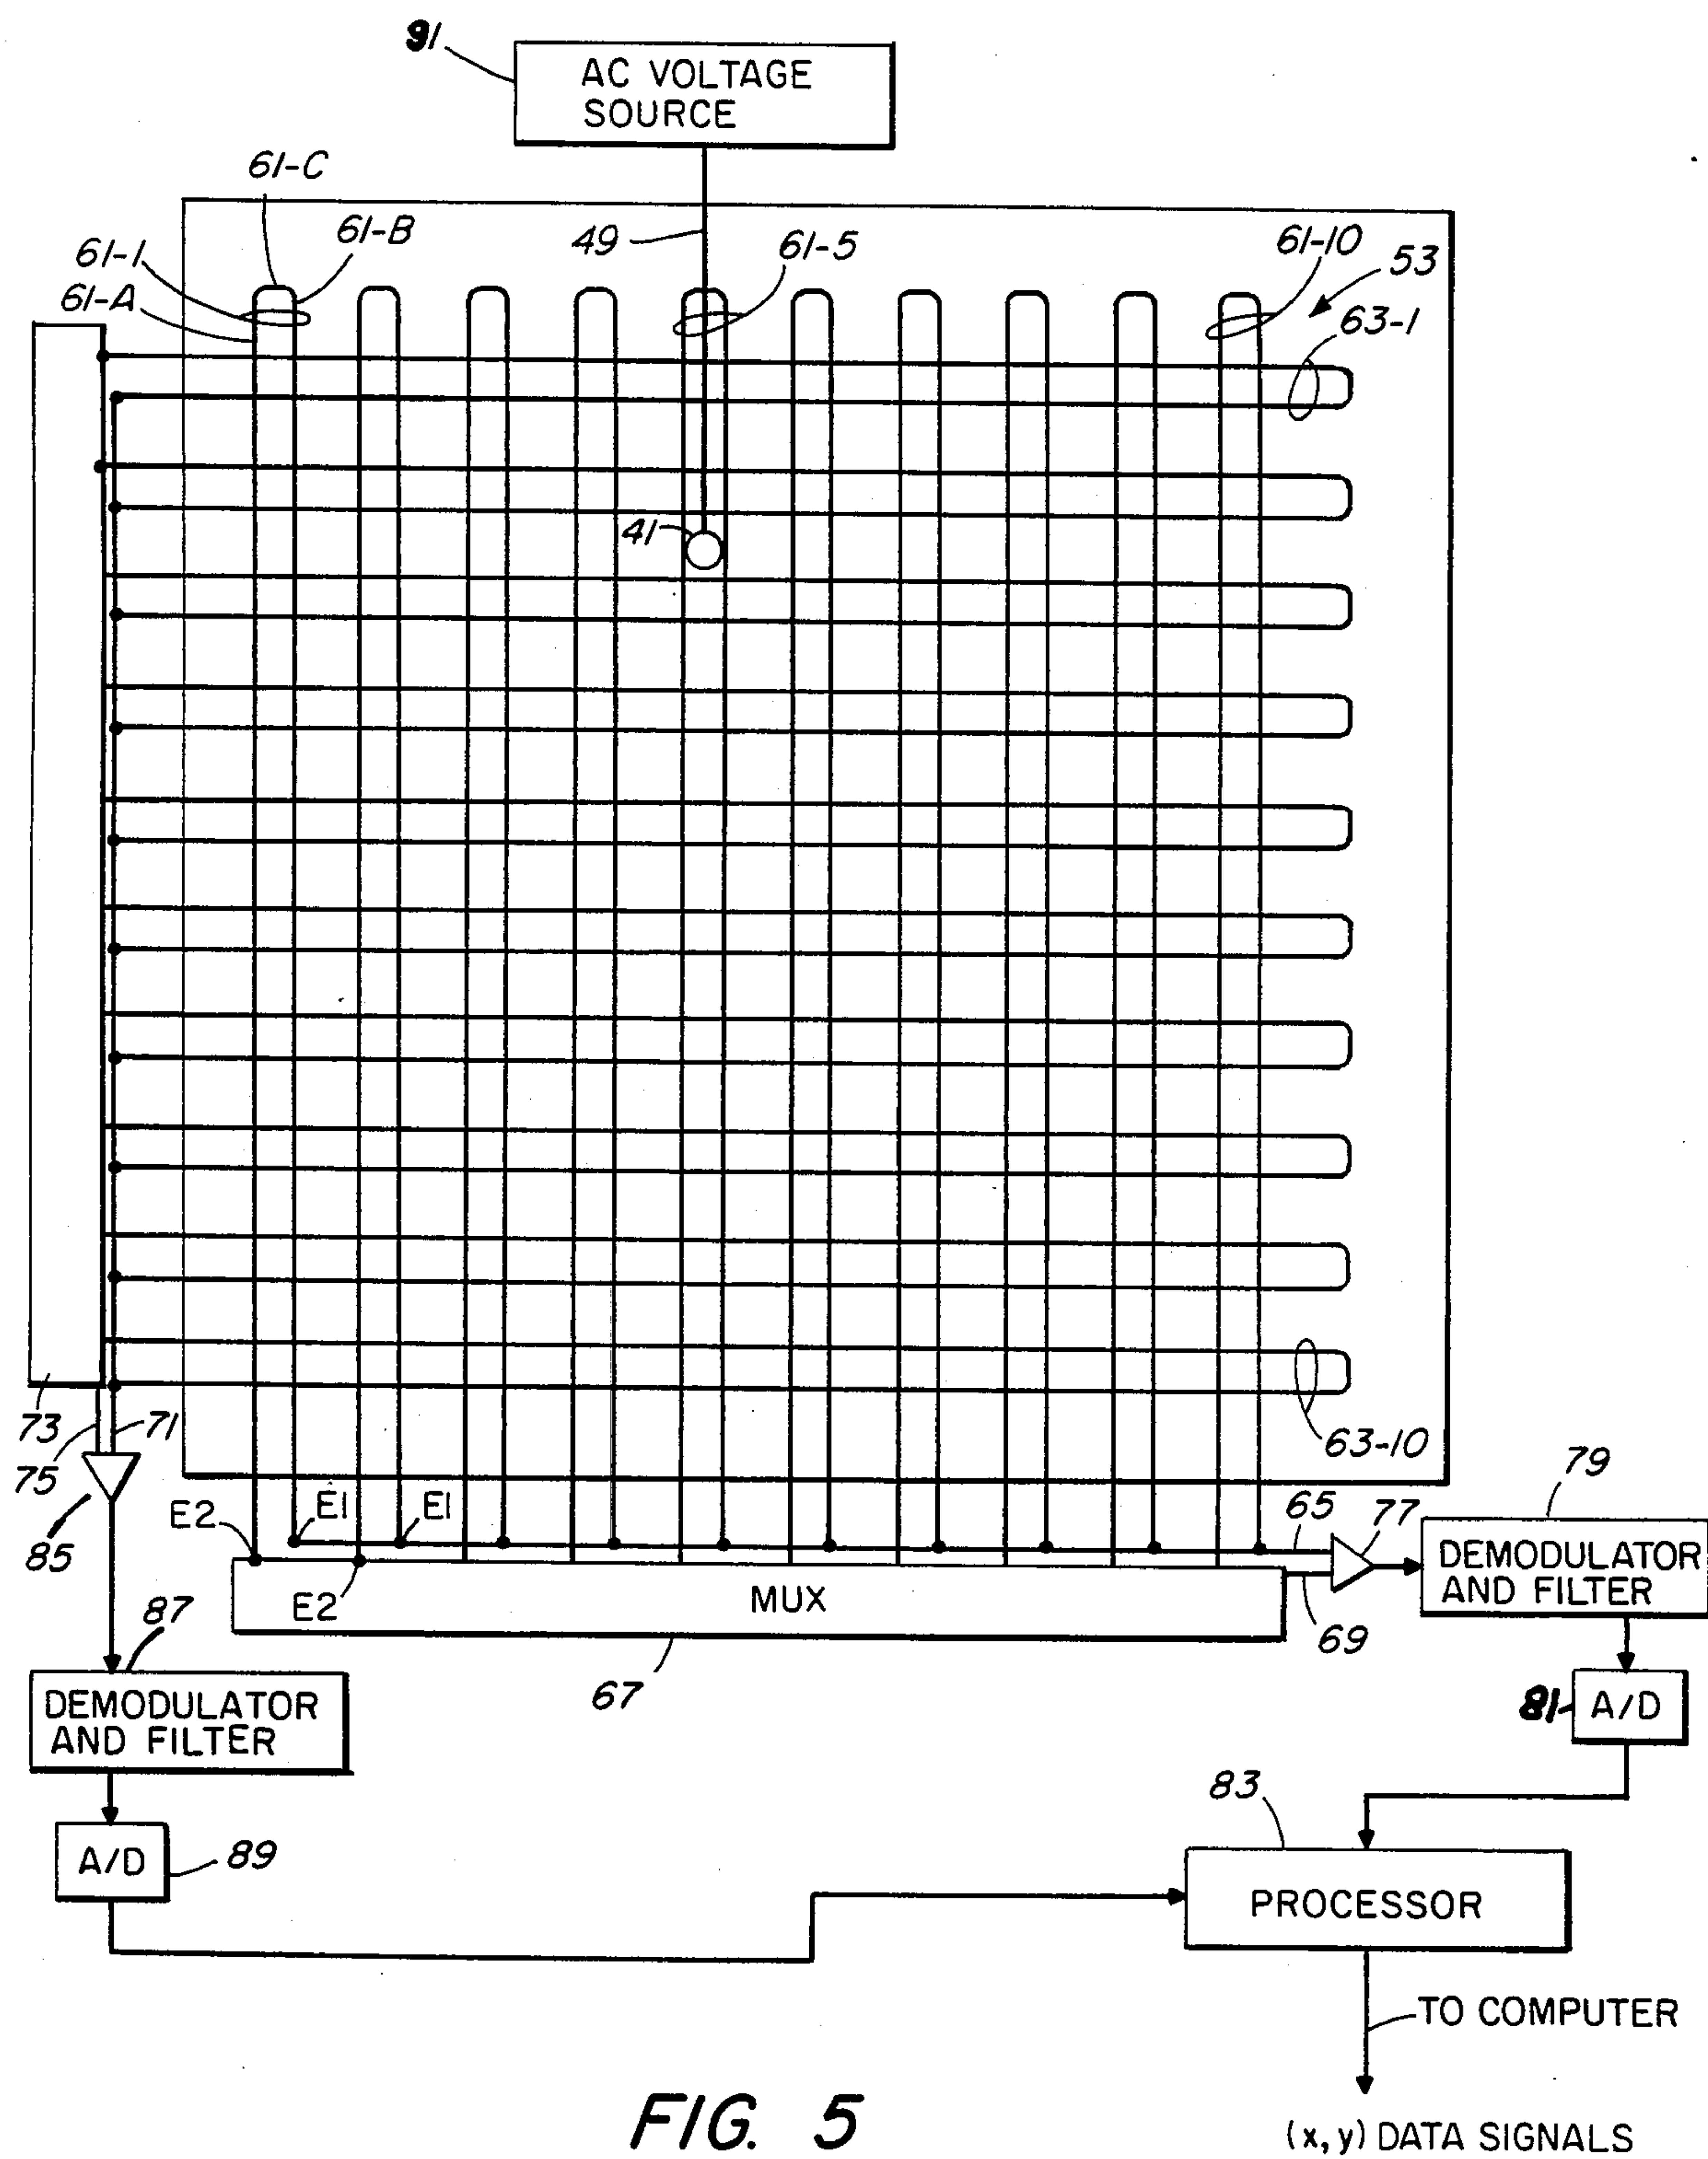 91
AC VOLTAGE
SOURCE
61-C
61-B
49
61-5
61-10
53
61-1
61-A
63-1
41
63-10
73
71
75
85
E2
E1
E1
65
77
79
DEMODULATOR
AND FILTER
MUX
E2
69
67
87
DEMODULATOR
AND FILTER
81
A/D
83
A/D
89
PROCESSOR
TO COMPUTER
(x,y) DATA SIGNALS
FIG. 5